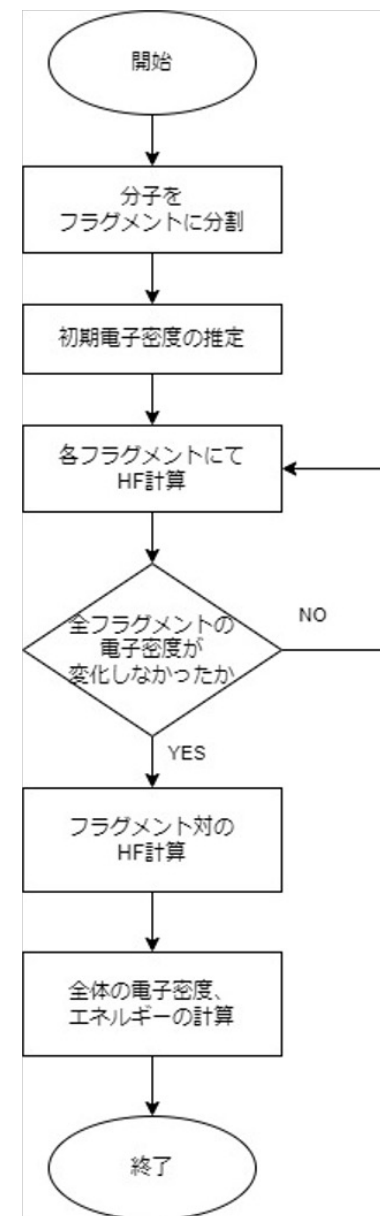 開始
分子を
フラグメントに分割
初期電子密度の推定
各フラグメントにて
HF計算
全フラグメントの
電子密度が
変化しなかったか
NO
YES
フラグメント対の
HF計算
全体の電子密度、
エネルギーの計算
終了